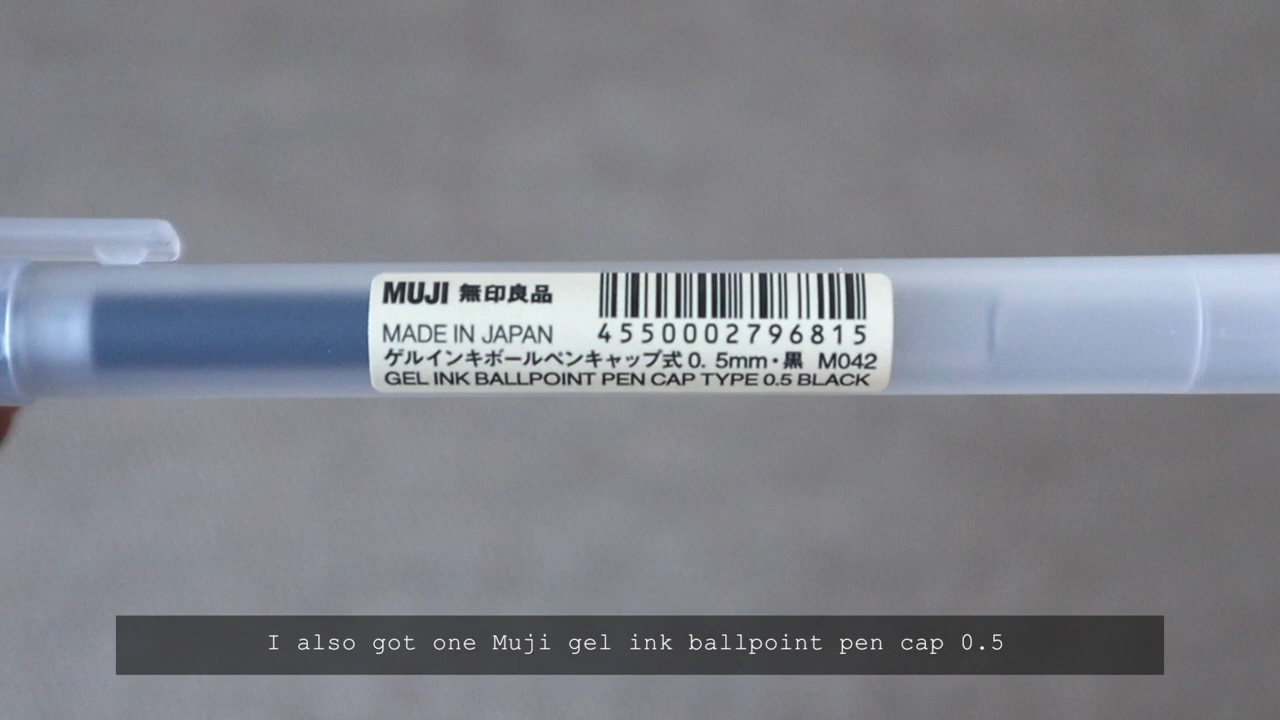 MUJI 無印良品
MADE IN JAPAN
4550002796815
ゲルインキボールペンキャップ式0.5mm・黒 M042
GEL INK BALLPOINT PEN CAP TYPE 0.5 BLACK
I also got one Muji gel ink ballpoint pen cap 0.5